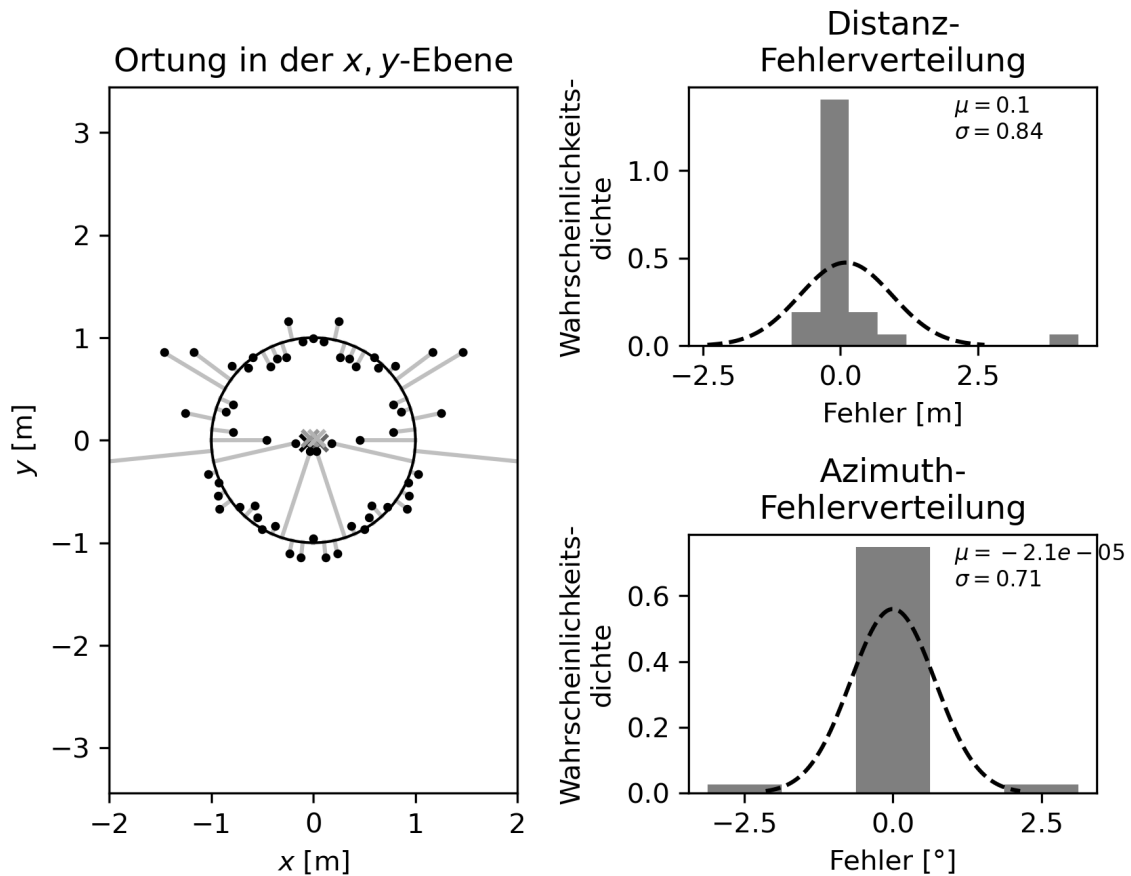 Ortung in der x, y-Ebene
3
2
1
0
−1
−2
−3
y [m]
−2
−1
0
1
2
x [m]
Distanz-
Fehlerverteilung
μ = 0.1
σ = 0.84
Wahrscheinlichkeits-
dichte
1.0
0.5
0.0
−2.5
0.0
2.5
Fehler [m]
Azimuth-
Fehlerverteilung
μ = −2.1e−05
σ = 0.71
Wahrscheinlichkeits-
dichte
0.6
0.4
0.2
0.0
−2.5
0.0
2.5
Fehler [°]